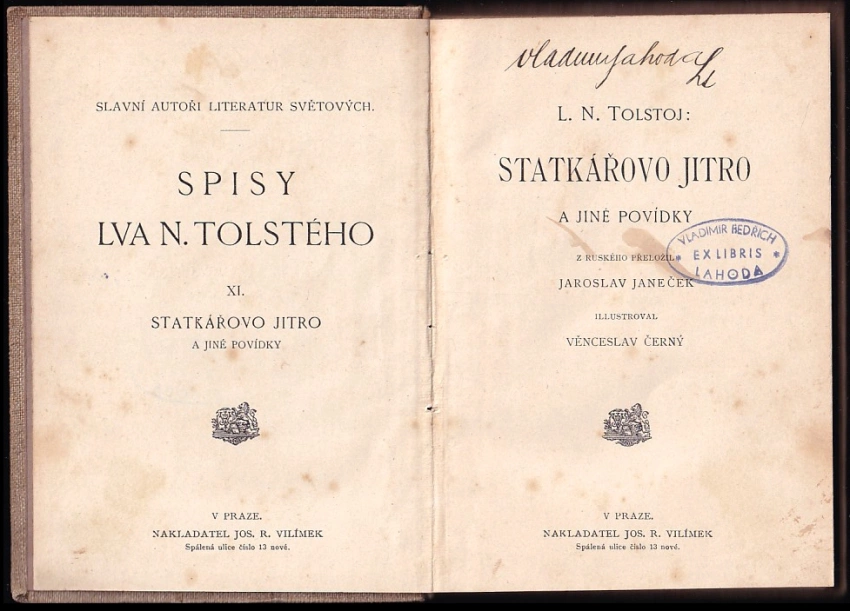 SLAVNÍ AUTOŘI LITERATUR SVĚTOVÝCH.
SPISY
LVA N. TOLSTÉHO
XI.
STATKÁŘOVO JITRO
A JINÉ POVÍDKY
V PRAZE.
NAKLADATEL JOS. R. VILÍMEK
Spálená ulice číslo 13 nové.
L. N. TOLSTOJ:
STATKÁŘOVO JITRO
A JINÉ POVÍDKY
Z RUSKÉHO PŘELOŽIL
JAROSLAV JANEČEK
ILLUSTROVAL
VĚNCESLAV ČERNÝ
VLADIMIR BEDŘICH
* EX LIBRIS *
LAHODA
V PRAZE.
NAKLADATEL JOS. R. VILÍMEK
Spálená ulice číslo 13 nové.